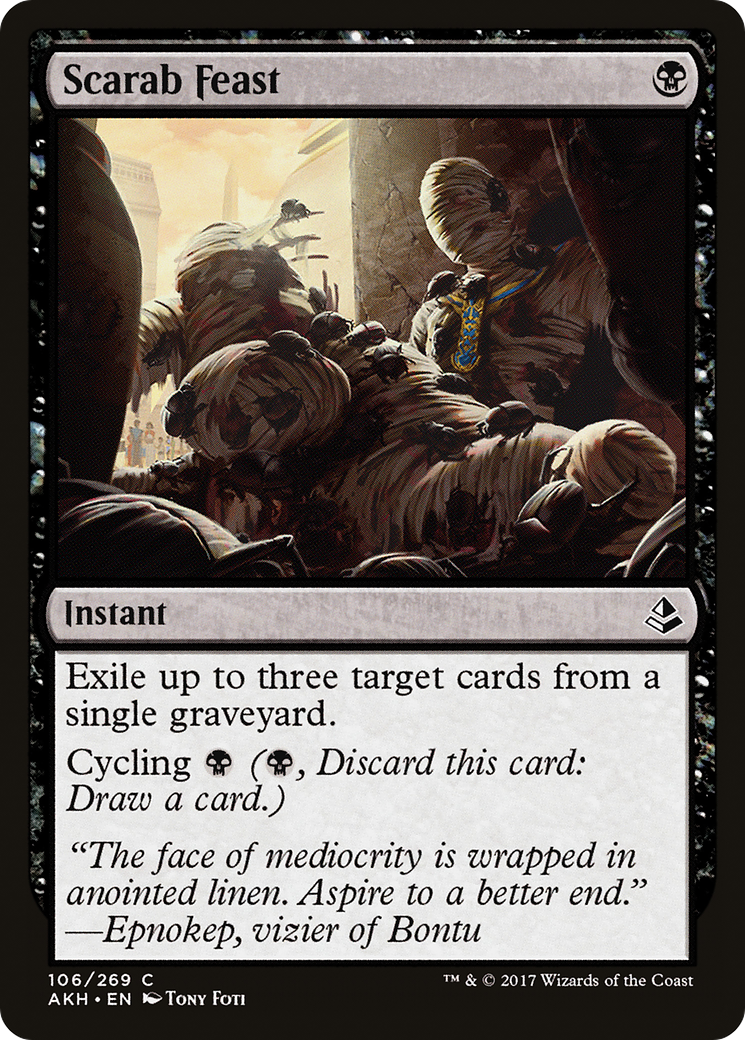 Scarab Feast
Instant
Exile up to three target cards from a
single graveyard.
Cycling (, Discard this card:
Draw a card.)
“The face of mediocrity is wrapped in
anointed linen. Aspire to a better end.”
—Epnokep, vizier of Bontu
106/269 C
™ & © 2017 Wizards of the Coast
AKH • EN Tony Foti